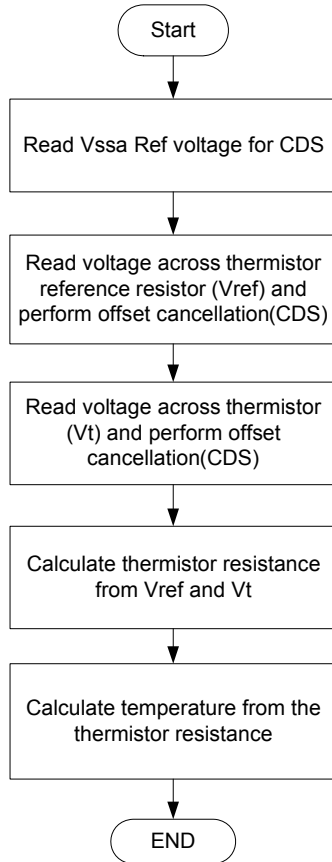 Start
Read Vssa Ref voltage for CDS
Read voltage across thermistor
reference resistor (Vref) and
perform offset cancellation(CDS)
Read voltage across thermistor
(Vt) and perform offset
cancellation(CDS)
Calculate thermistor resistance
from Vref and Vt
Calculate temperature from the
thermistor resistance
END